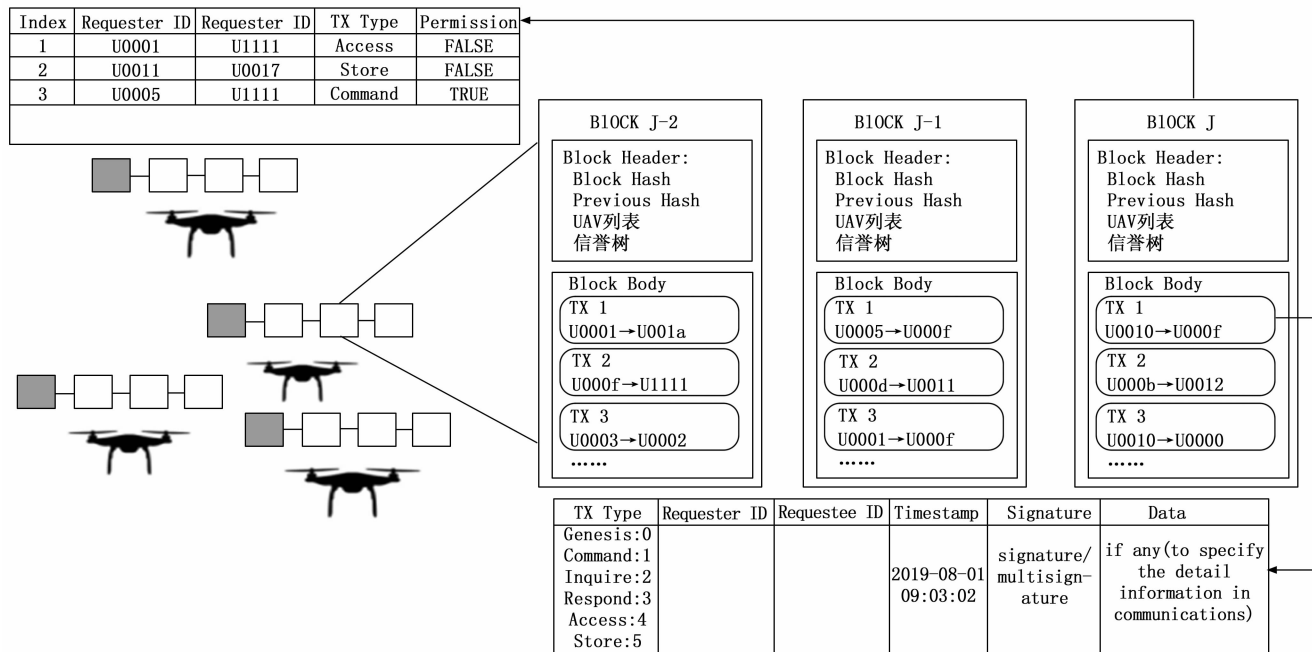 Index Requester ID Requester ID TX Type Permission
1 U0001 U1111 Access FALSE
2 U0011 U0017 Store FALSE
3 U0005 U1111 Command TRUE
BlOCK J-2
Block Header:
Block Hash
Previous Hash
UAV列表
信誉树
Block Body
TX 1
U0001→U001a
TX 2
U000f→U1111
TX 3
U0003→U0002
……
BlOCK J-1
Block Header:
Block Hash
Previous Hash
UAV列表
信誉树
Block Body
TX 1
U0005→U000f
TX 2
U000d→U0011
TX 3
U0001→U000f
……
BlOCK J
Block Header:
Block Hash
Previous Hash
UAV列表
信誉树
Block Body
TX 1
U0010→U000f
TX 2
U000b→U0012
TX 3
U0010→U0000
……
TX Type Requester ID Requestee ID Timestamp Signature Data
Genesis:0
Command:1
Inquire:2
Respond:3
Access:4
Store:5
2019-08-01
09:03:02
signature/
multisign-
ature
if any(to specify
the detail
information in
communications)